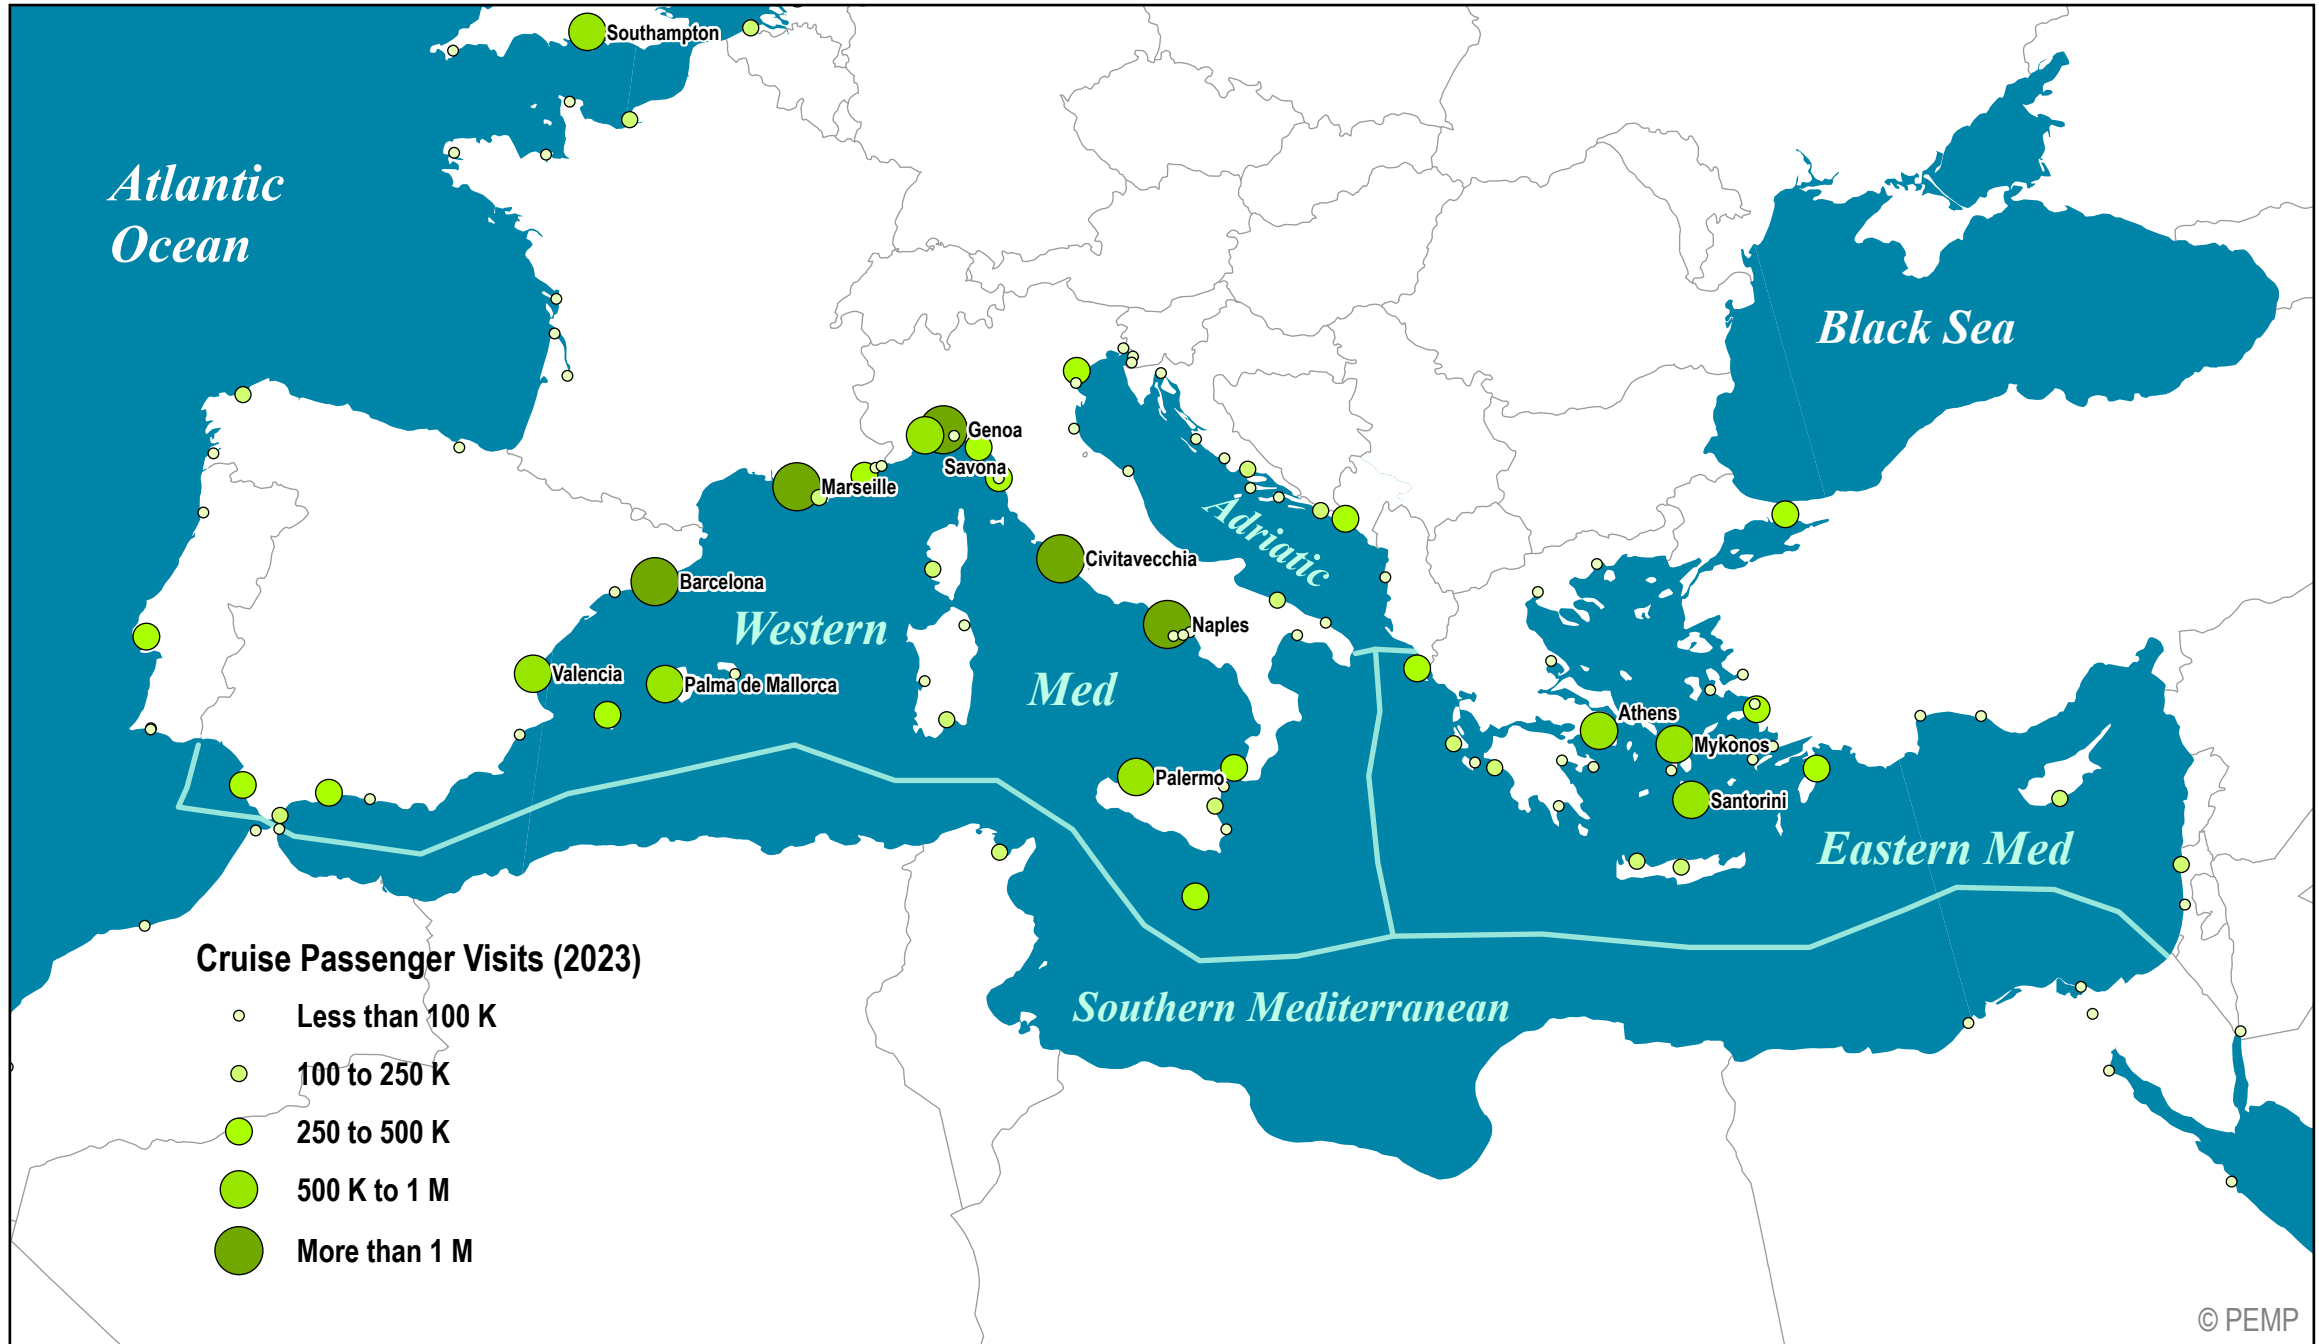 Southampton
Atlantic
Ocean
Black Sea
Genoa
Savona
Marseille
Adriatic
Civitavecchia
Barcelona
Western
Naples
Valencia
Palma de Mallorca
Med
Athens
Mykonos
Palermo
Santorini
Eastern Med
Cruise Passenger Visits (2023)
Less than 100 K
100 to 250 K
250 to 500 K
500 K to 1 M
More than 1 M
Southern Mediterranean
© PEMP